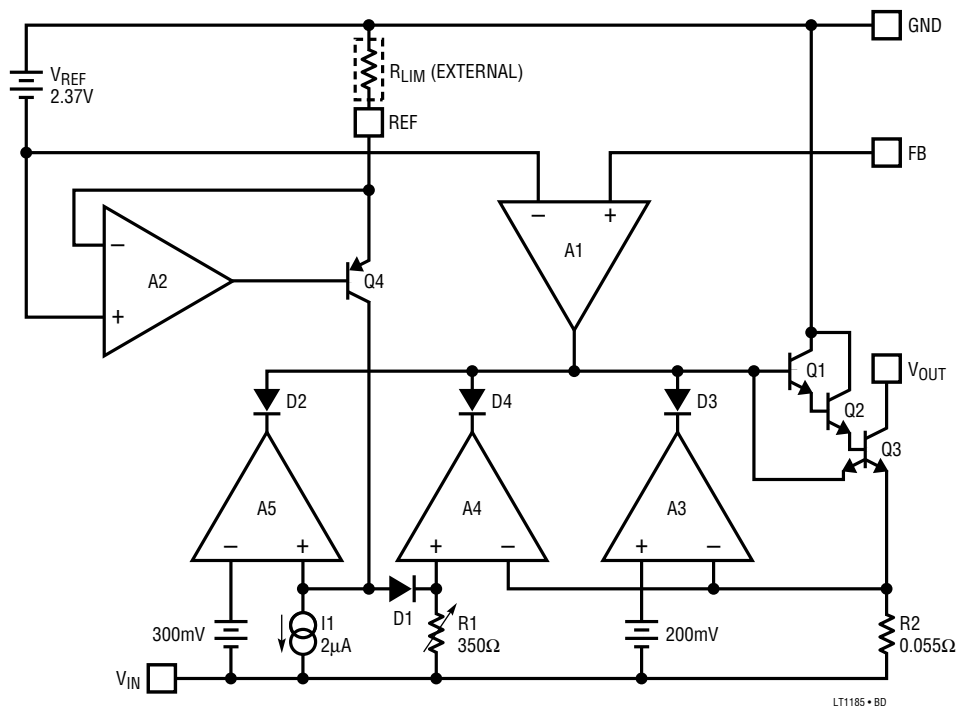 GND
VREF
2.37V
RLIM (EXTERNAL)
REF
FB
−
+
A1
−
A2
+
Q4
Q1
VOUT
Q2
Q3
D2
D4
D3
A5
A4
A3
−
+
+
−
+
−
D1
300mV
I1
2μA
R1
350Ω
200mV
R2
0.055Ω
VIN
LT1185 • BD